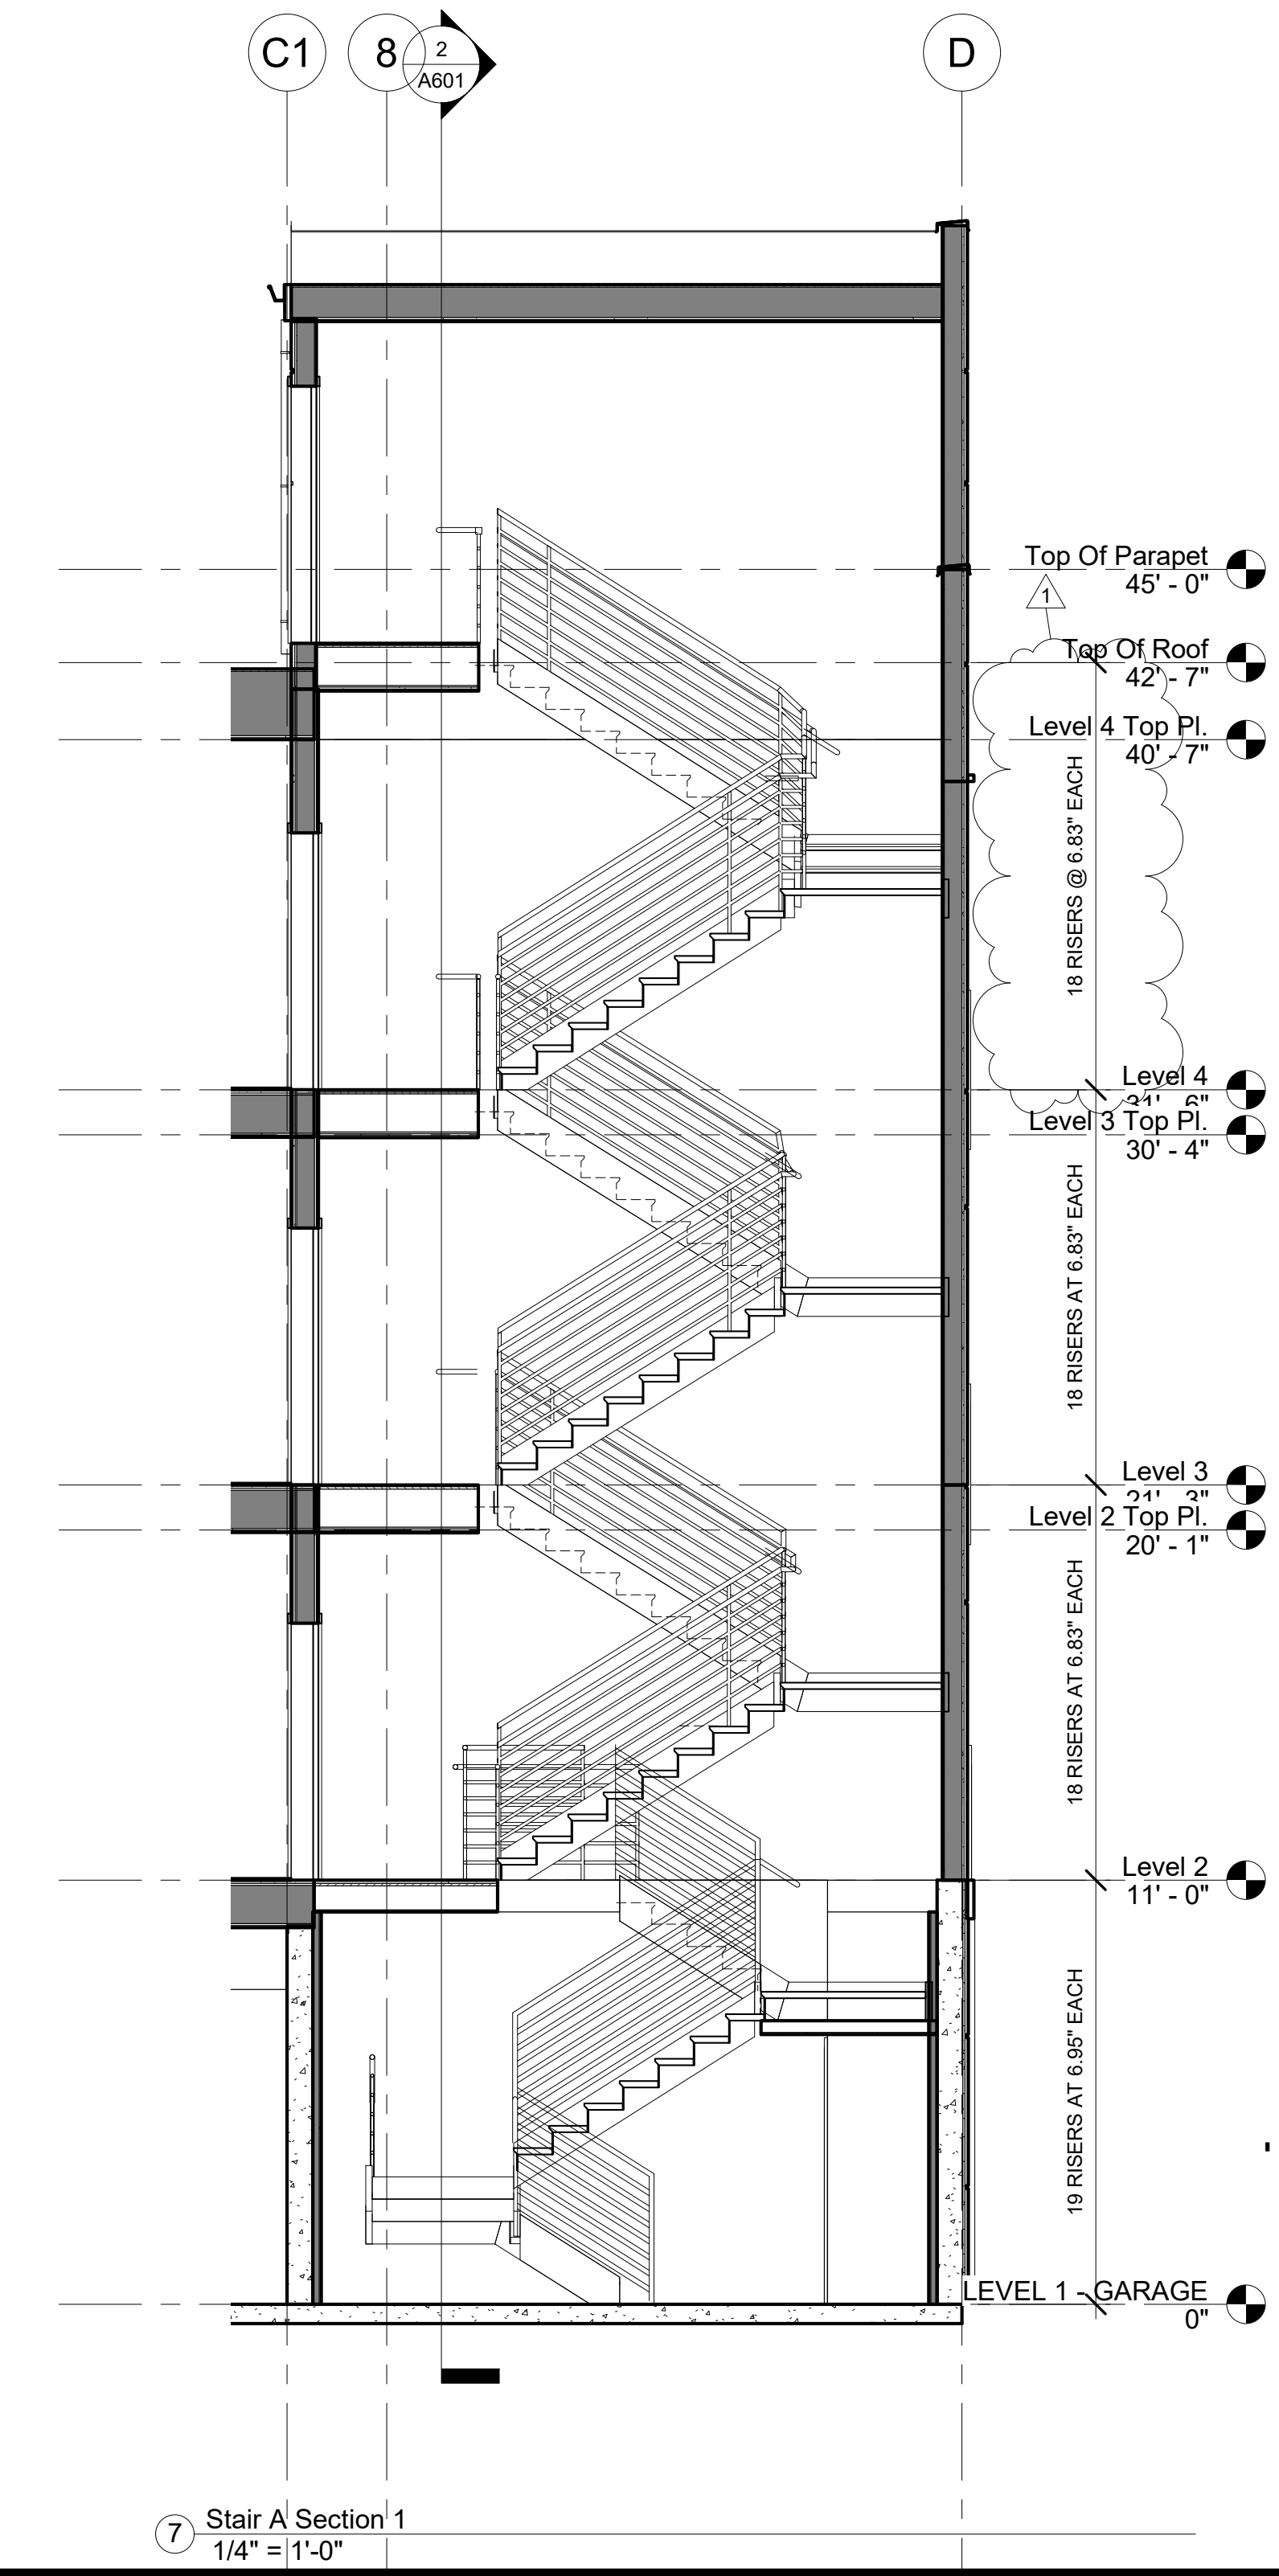 C1
8
2
A601
D
Top Of Parapet
45' - 0"
1
Top Of Roof
42' - 7"
Level 4 Top Pl.
40' - 7"
18 RISERS @ 6.83" EACH
Level 4
31' - 6"
Level 3 Top Pl.
30' - 4"
18 RISERS AT 6.83" EACH
Level 3
21' - 3"
Level 2 Top Pl.
20' - 1"
18 RISERS AT 6.83" EACH
Level 2
11' - 0"
19 RISERS AT 6.95" EACH
LEVEL 1 - GARAGE
0"
7
Stair A Section 1
1/4" = 1'-0"